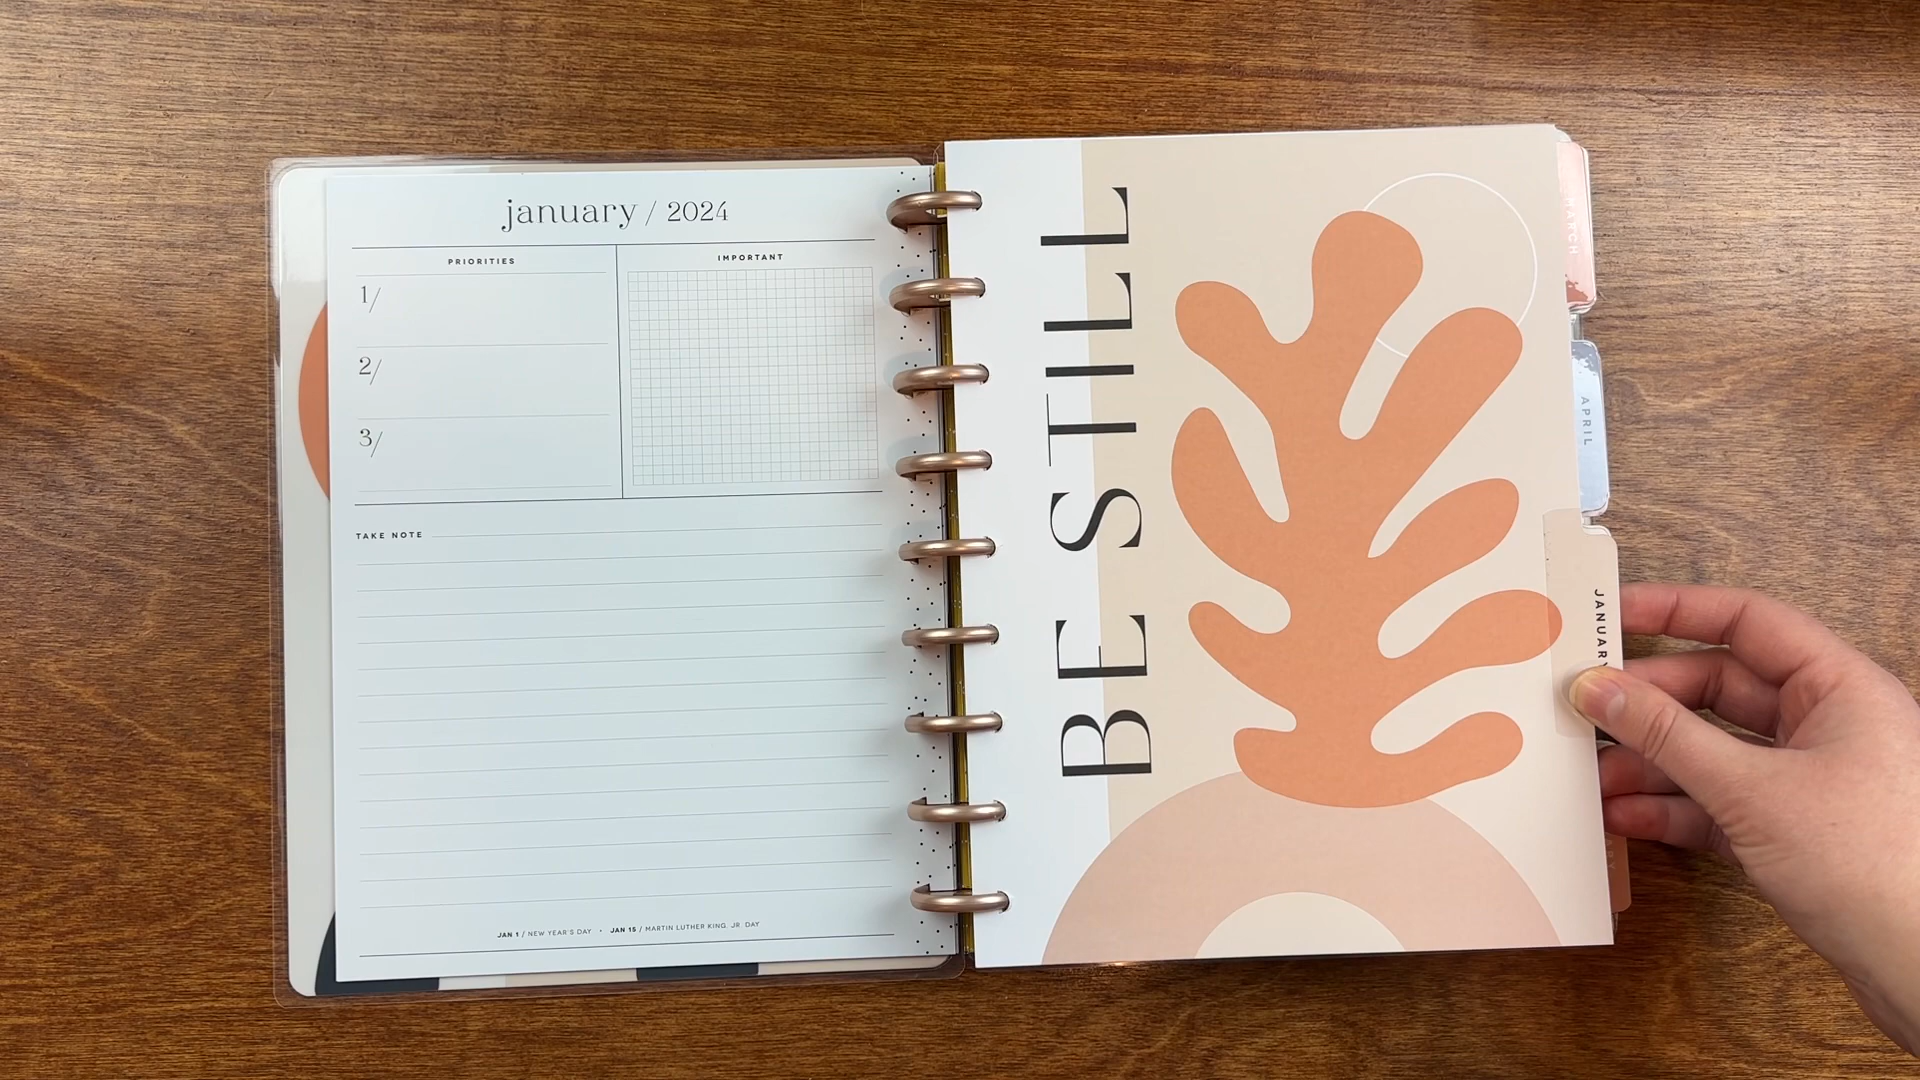 january / 2024
PRIORITIES
IMPORTANT
1/
2/
3/
TAKE NOTE
JAN 1 / NEW YEAR'S DAY • JAN 15 / MARTIN LUTHER KING, JR. DAY
BE STILL
MARCH
APRIL
JANUARY